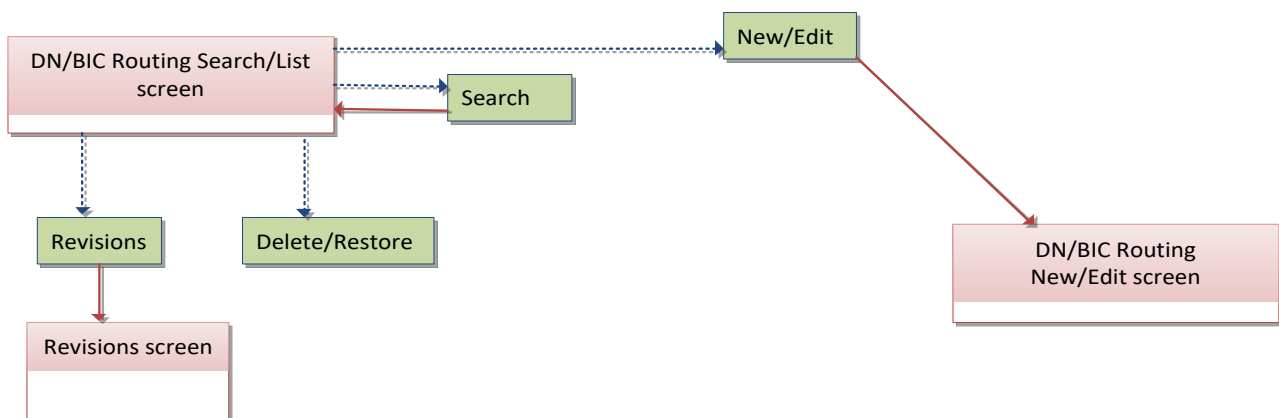 New/Edit
DN/BIC Routing Search/List
screen
Search
Revisions
Delete/Restore
DN/BIC Routing
New/Edit screen
Revisions screen